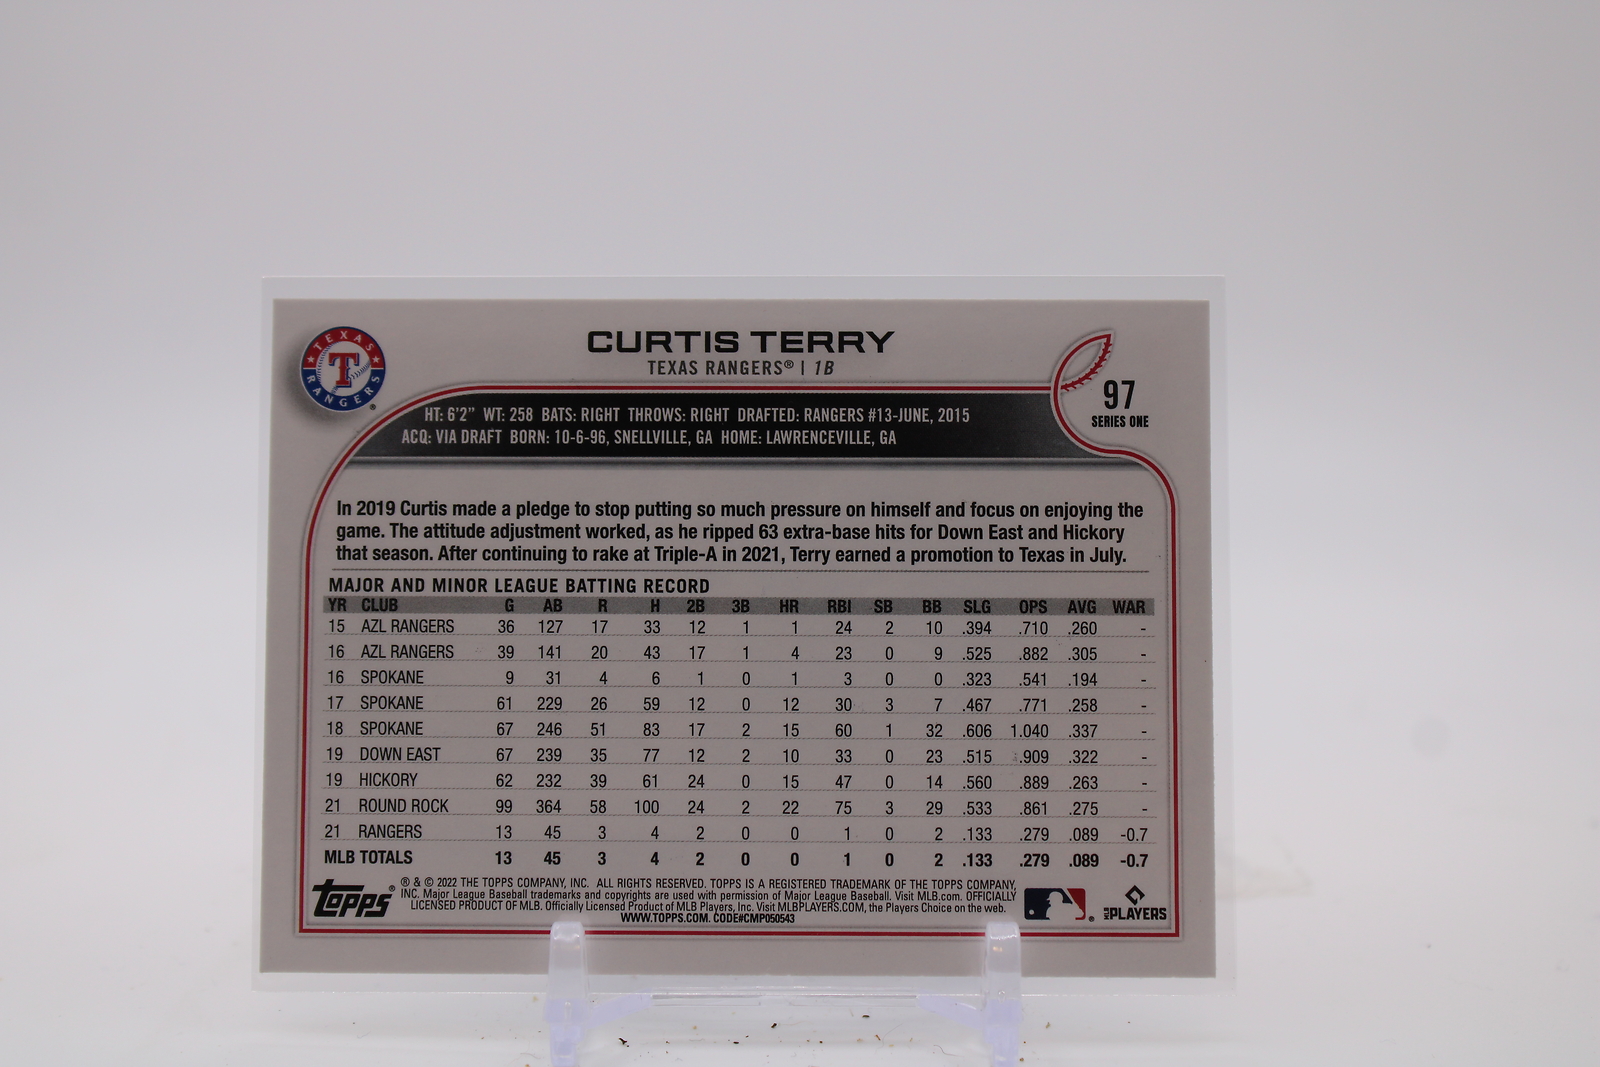 TEXAS RANGERS
T
CURTIS TERRY
TEXAS RANGERS® | 1B
97
SERIES ONE
HT: 6'2" WT: 258 BATS: RIGHT THROWS: RIGHT DRAFTED: RANGERS #13-JUNE, 2015
ACQ: VIA DRAFT BORN: 10-6-96, SNELLVILLE, GA HOME: LAWRENCEVILLE, GA
In 2019 Curtis made a pledge to stop putting so much pressure on himself and focus on enjoying the
game. The attitude adjustment worked, as he ripped 63 extra-base hits for Down East and Hickory
that season. After continuing to rake at Triple-A in 2021, Terry earned a promotion to Texas in July.
MAJOR AND MINOR LEAGUE BATTING RECORD
YR CLUB G AB R H 2B 3B HR RBI SB BB SLG OPS AVG WAR
15 AZL RANGERS 36 127 17 33 12 1 1 24 2 10 .394 .710 .260 -
16 AZL RANGERS 39 141 20 43 17 1 4 23 0 9 .525 .882 .305 -
16 SPOKANE 9 31 4 6 1 0 1 3 0 0 .323 .541 .194 -
17 SPOKANE 61 229 26 59 12 0 12 30 3 7 .467 .771 .258 -
18 SPOKANE 67 246 51 83 17 2 15 60 1 32 .606 1.040 .337 -
19 DOWN EAST 67 239 35 77 12 2 10 33 0 23 .515 .909 .322 -
19 HICKORY 62 232 39 61 24 0 15 47 0 14 .560 .889 .263 -
21 ROUND ROCK 99 364 58 100 24 2 22 75 3 29 .533 .861 .275 -
21 RANGERS 13 45 3 4 2 0 0 1 0 2 .133 .279 .089 -0.7
MLB TOTALS 13 45 3 4 2 0 0 1 0 2 .133 .279 .089 -0.7
Topps®
® & © 2022 THE TOPPS COMPANY, INC. ALL RIGHTS RESERVED. TOPPS IS A REGISTERED TRADEMARK OF THE TOPPS COMPANY,
INC. Major League Baseball trademarks and copyrights are used with permission of Major League Baseball. Visit MLB.com. OFFICIALLY
LICENSED PRODUCT OF MLB. Officially Licensed Product of MLB Players, Inc. Visit MLBPLAYERS.COM, the Players Choice on the web.
WWW.TOPPS.COM. CODE#CMP050543
MLB PLAYERS